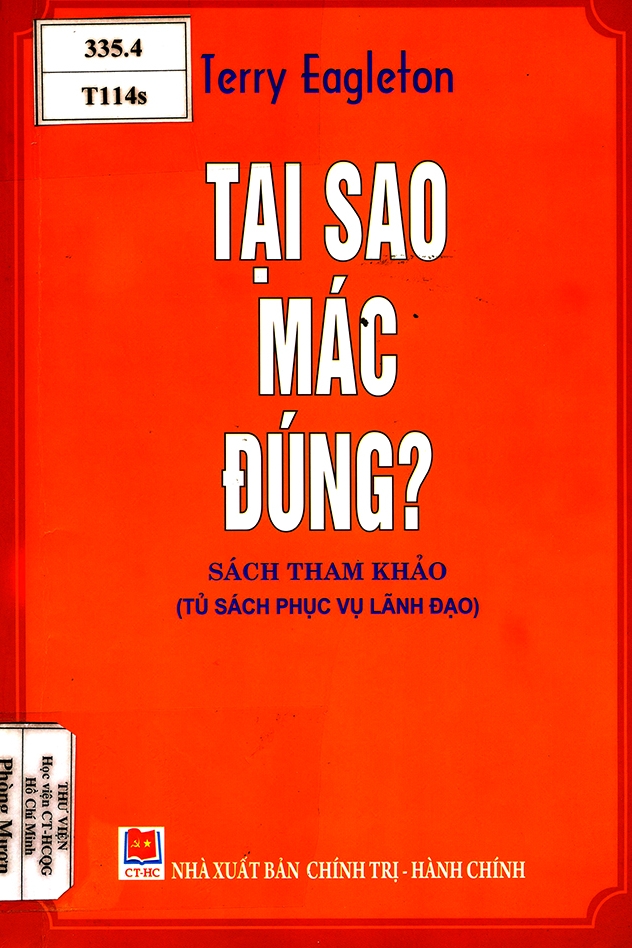 335.4
T114s
Terry Eagleton
TẠI SAO
MÁC
ĐÚNG?
SÁCH THAM KHẢO
(TỦ SÁCH PHỤC VỤ LÃNH ĐẠO)
THƯ VIỆN
Học viện CT-HCQG
Hồ Chí Minh
Phòng Mượn
CT-HC
NHÀ XUẤT BẢN CHÍNH TRỊ - HÀNH CHÍNH